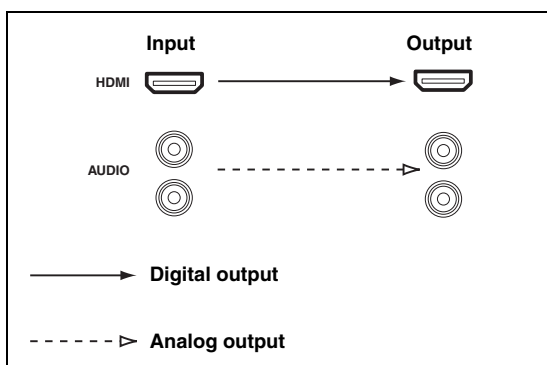 Input Output
HDMI
AUDIO
Digital output
Analog output